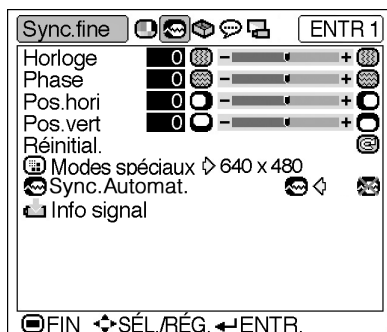 Sync.fine ENTR 1
Horloge 0 - +
Phase 0 - +
Pos.hori 0 - +
Pos.vert 0 - +
Réinitial.
Modes spéciaux 640 x 480
Sync.Automat.
Info signal
FIN SÉL./RÉG. ENTR.